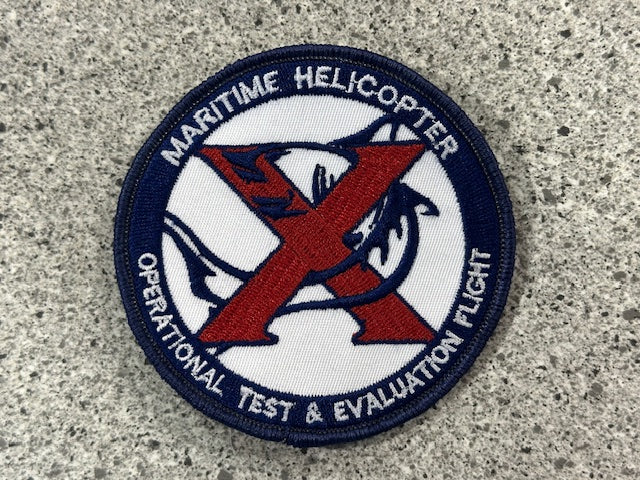 MARITIME HELICOPTER
X
OPERATIONAL TEST & EVALUATION FLIGHT